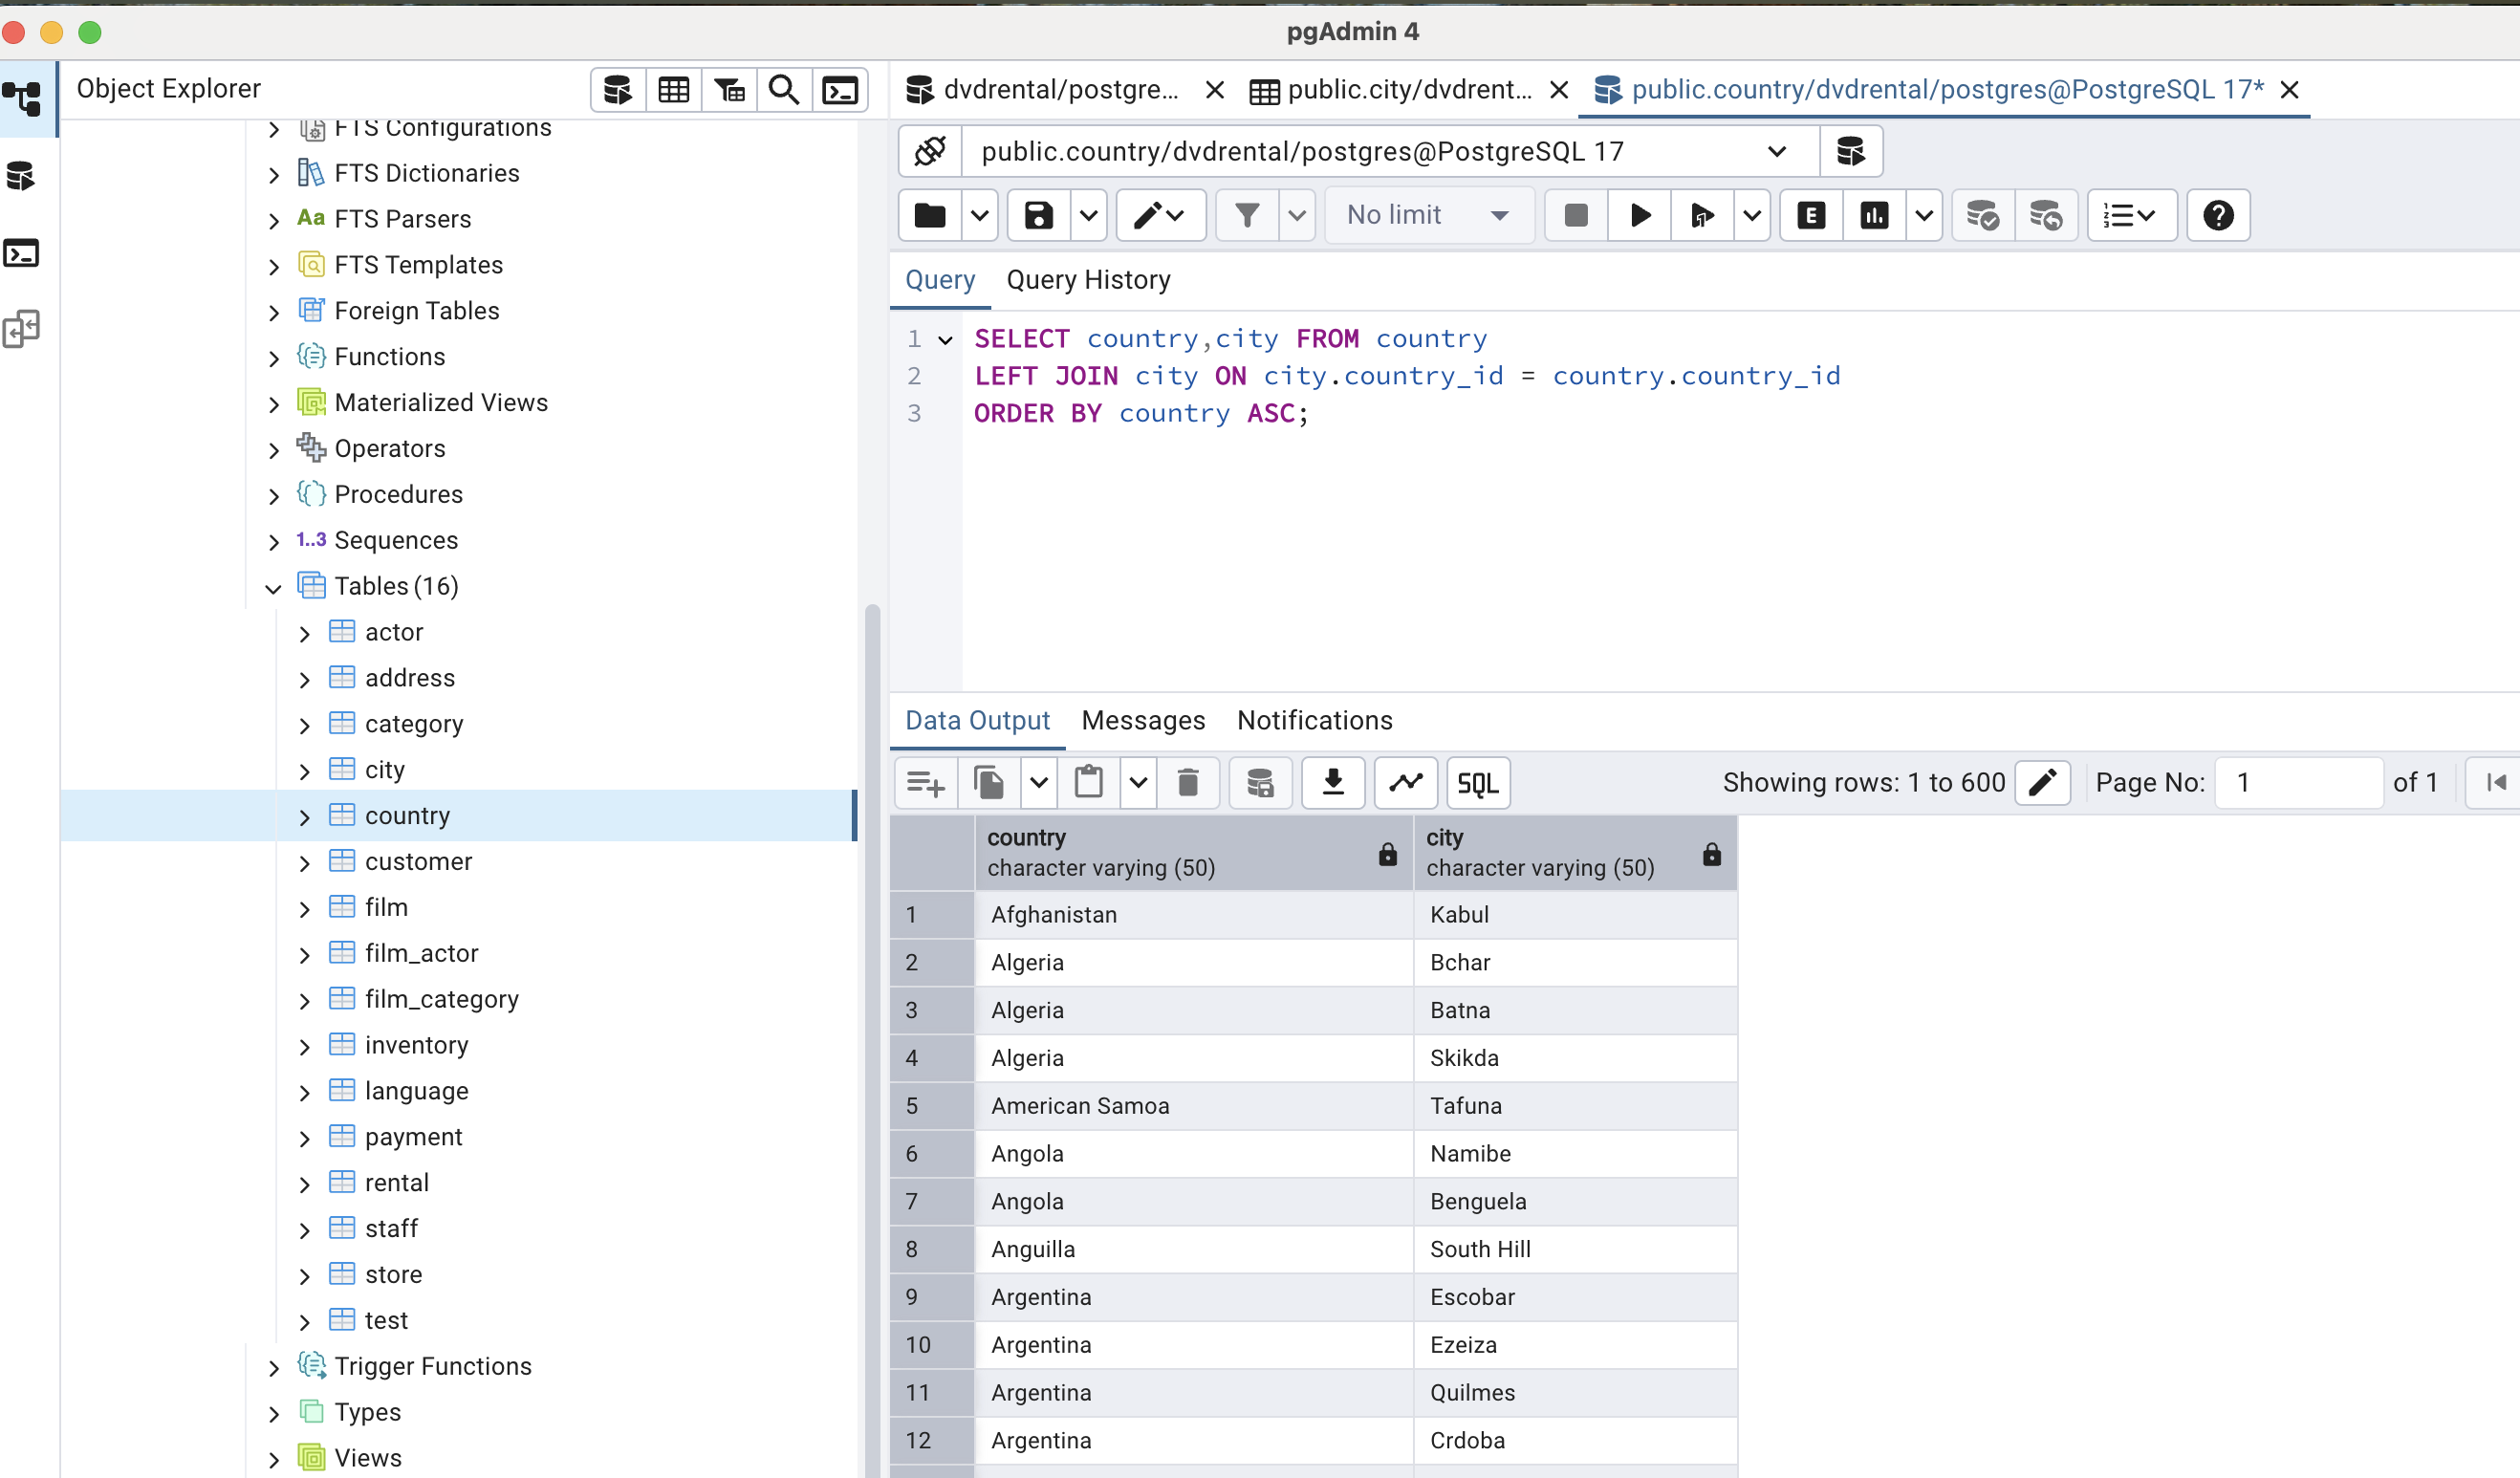 pgAdmin 4
Object Explorer
dvdrental/postgre...
public.city/dvdrent...
public.country/dvdrental/postgres@PostgreSQL 17*
FTS Configurations
FTS Dictionaries
Aa FTS Parsers
FTS Templates
Foreign Tables
Functions
Materialized Views
Operators
Procedures
1..3 Sequences
Tables (16)
actor
address
category
city
country
customer
film
film_actor
film_category
inventory
language
payment
rental
staff
store
test
Trigger Functions
Types
Views
public.country/dvdrental/postgres@PostgreSQL 17
No limit
E
Query Query History
1 SELECT country,city FROM country
2 LEFT JOIN city ON city.country_id = country.country_id
3 ORDER BY country ASC;
Data Output Messages Notifications
SQL Showing rows: 1 to 600 Page No: 1 of 1
country city
character varying (50) character varying (50)
1 Afghanistan Kabul
2 Algeria Bchar
3 Algeria Batna
4 Algeria Skikda
5 American Samoa Tafuna
6 Angola Namibe
7 Angola Benguela
8 Anguilla South Hill
9 Argentina Escobar
10 Argentina Ezeiza
11 Argentina Quilmes
12 Argentina Crdoba